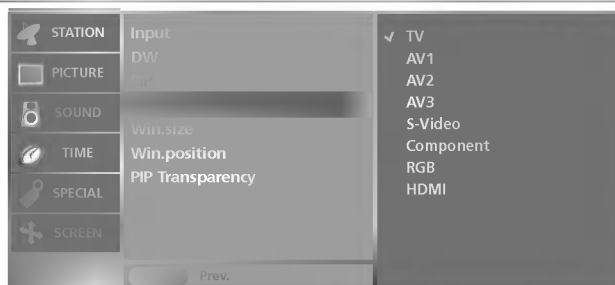 STATION
PICTURE
SOUND
TIME
SPECIAL
SCREEN
Input
DW
Win.size
Win.position
PIP Transparency
Prev.
✓ TV
AV1
AV2
AV3
S-Video
Component
RGB
HDMI